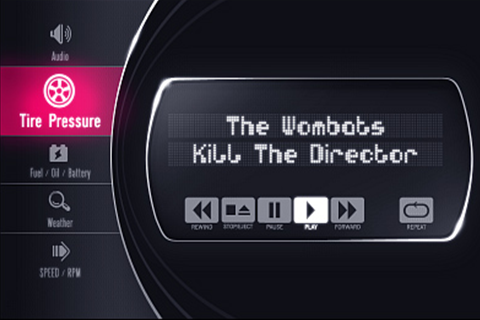 Audio
Tire Pressure
Fuel / Oil / Battery
Weather
SPEED / RPM
The Wombats
Kill The Director
REWIND
STOP/EJECT
PAUSE
PLAY
FORWARD
REPEAT